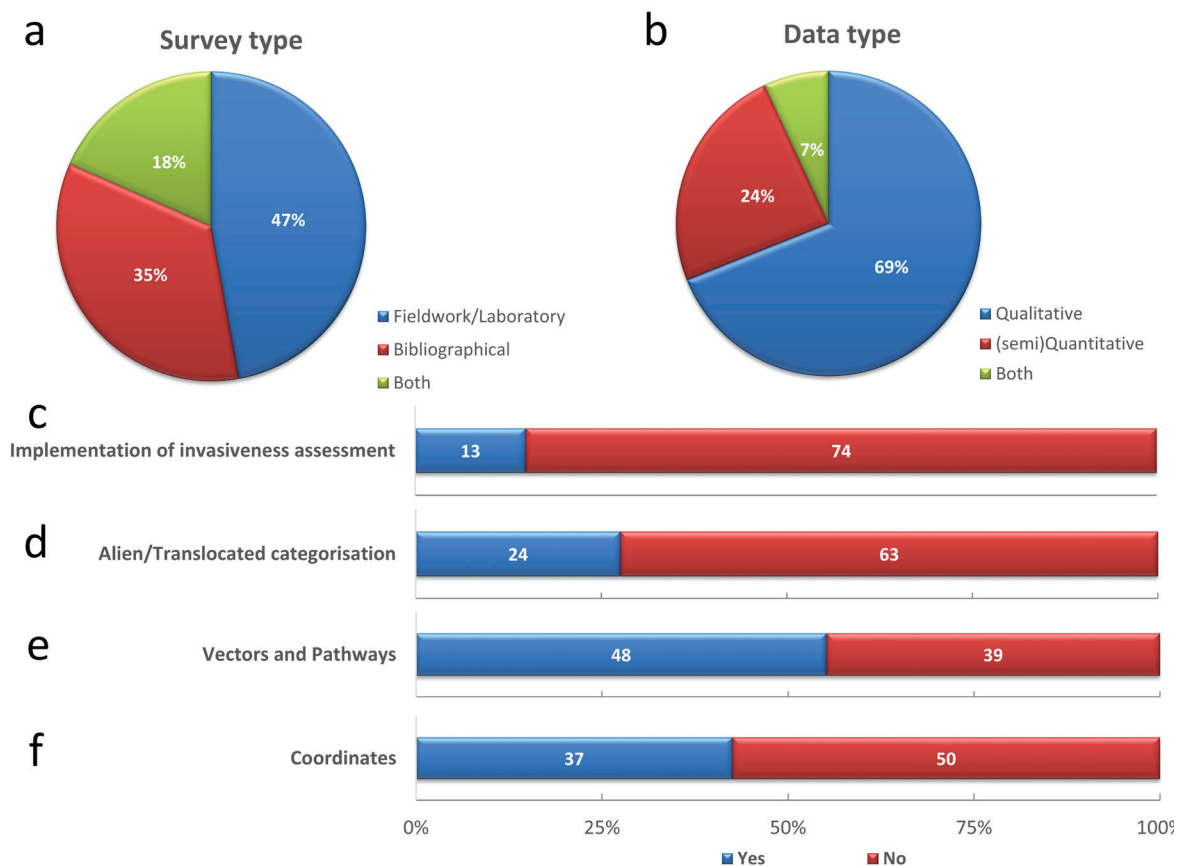 a
Survey type
18%
47%
35%
Fieldwork/Laboratory
Bibliographical
Both
b
Data type
7%
24%
69%
Qualitative
(semi)Quantitative
Both
c
Implementation of invasiveness assessment
13
74
d
Alien/Translocated categorisation
24
63
e
Vectors and Pathways
48
39
f
Coordinates
37
50
0%
25%
50%
75%
100%
Yes
No